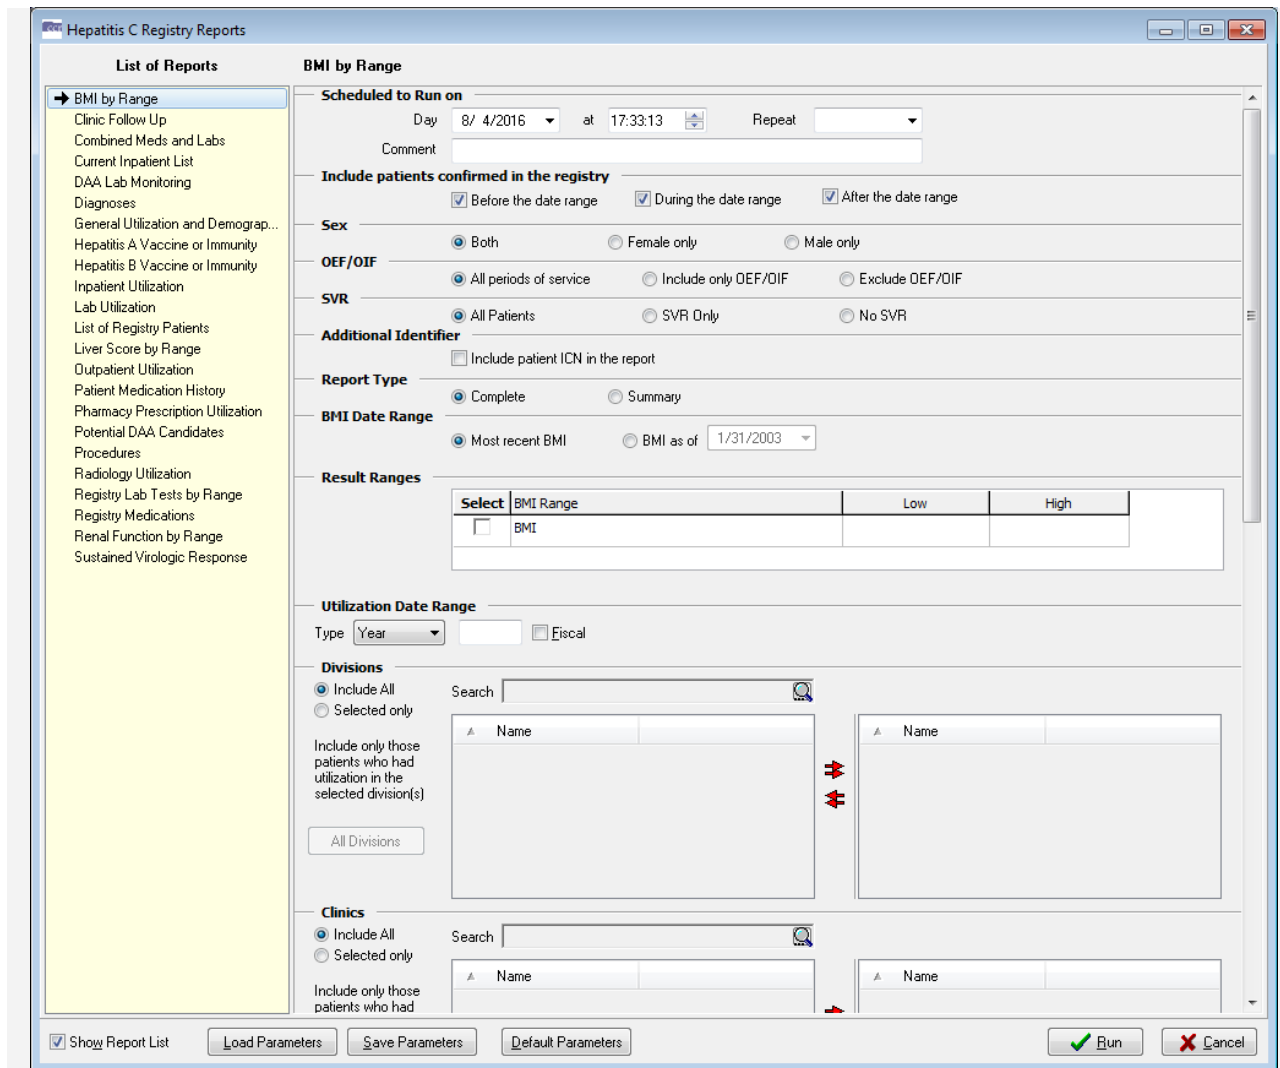 Hepatitis C Registry Reports
List of Reports
BMI by Range
BMI by Range
Clinic Follow Up
Combined Meds and Labs
Current Inpatient List
DAA Lab Monitoring
Diagnoses
General Utilization and Demograp...
Hepatitis A Vaccine or Immunity
Hepatitis B Vaccine or Immunity
Inpatient Utilization
Lab Utilization
List of Registry Patients
Liver Score by Range
Outpatient Utilization
Patient Medication History
Pharmacy Prescription Utilization
Potential DAA Candidates
Procedures
Radiology Utilization
Registry Lab Tests by Range
Registry Medications
Renal Function by Range
Sustained Virologic Response
Scheduled to Run on
Day 8/ 4/2016 at 17:33:13 Repeat
Comment
Include patients confirmed in the registry
Before the date range During the date range After the date range
Sex
Both Female only Male only
OEF/OIF
All periods of service Include only OEF/OIF Exclude OEF/OIF
SVR
All Patients SVR Only No SVR
Additional Identifier
Include patient ICN in the report
Report Type
Complete Summary
BMI Date Range
Most recent BMI BMI as of 1/31/2003
Result Ranges
Select BMI Range Low High
BMI
Utilization Date Range
Type Year Fiscal
Divisions
Include All Search
Selected only
Name Name
Include only those
patients who had
utilization in the
selected division(s)
All Divisions
Clinics
Include All Search
Selected only
Name Name
Include only those
patients who had
Show Report List Load Parameters Save Parameters Default Parameters Run Cancel